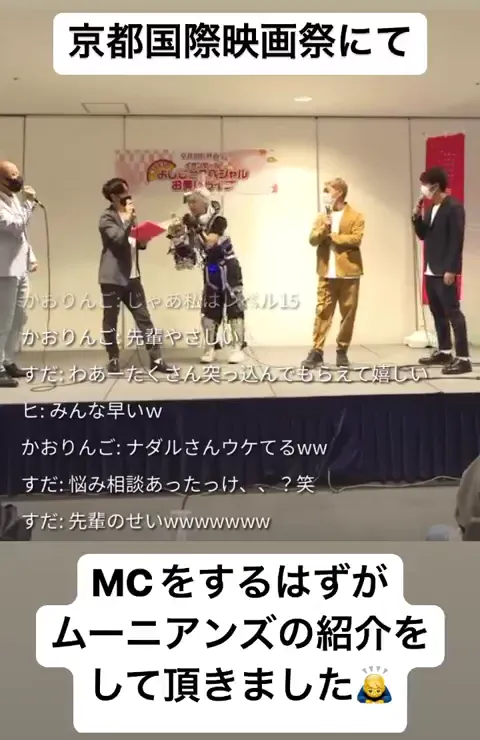 京都国際映画祭にて
かおりんご: じゃあ私はレベル15
かおりんご: 先輩やさしい
すだ: わあーたくさん突っ込んでもらえて嬉しい
ヒ: みんな早いw
かおりんご: ナダルさんウケてるww
すだ: 悩み相談あったっけ、、？笑
すだ: 先輩のせいwwwwwww
MCをするはずが
ムーニアンズの紹介を
して頂きました🙇